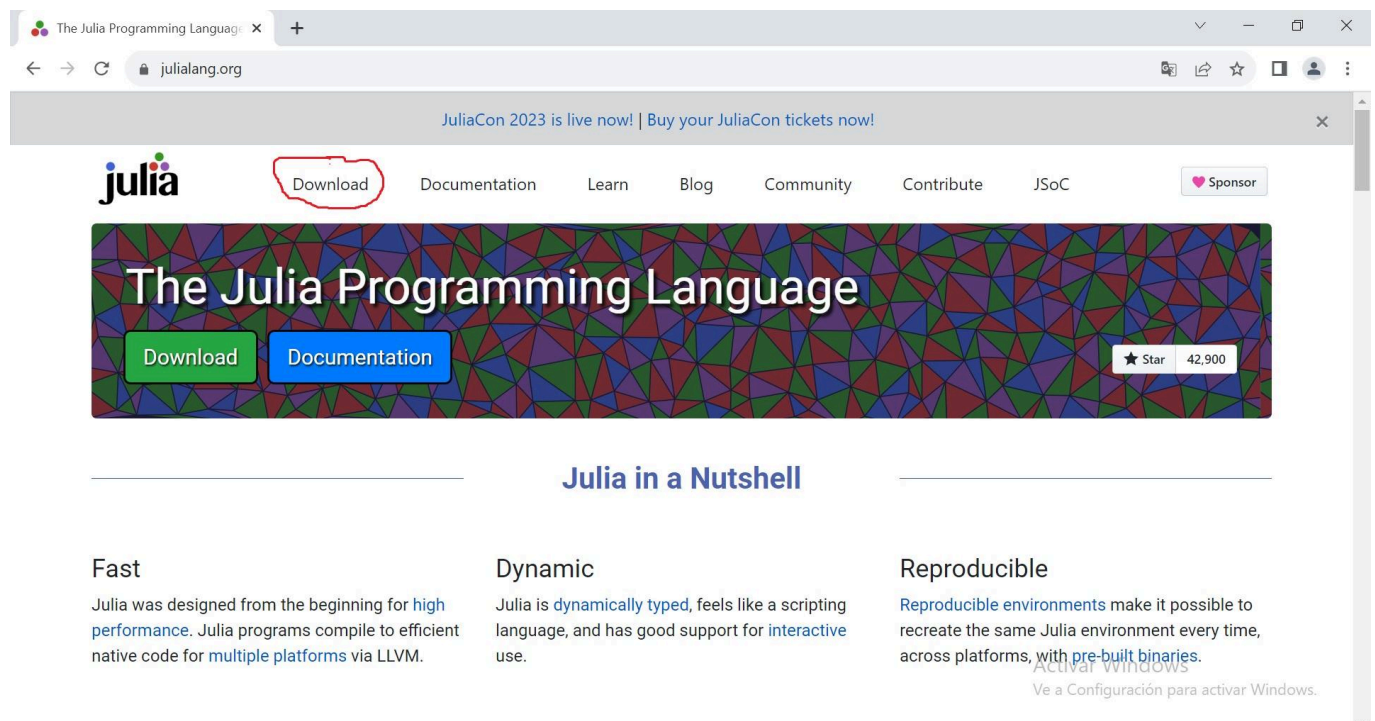 The Julia Programming Language
julialang.org
JuliaCon 2023 is live now! | Buy your JuliaCon tickets now!
julia Download Documentation Learn Blog Community Contribute JSoC Sponsor
The Julia Programming Language
Download Documentation Star 42,900
Julia in a Nutshell
Fast
Julia was designed from the beginning for high
performance. Julia programs compile to efficient
native code for multiple platforms via LLVM.
Dynamic
Julia is dynamically typed, feels like a scripting
language, and has good support for interactive
use.
Reproducible
Reproducible environments make it possible to
recreate the same Julia environment every time,
across platforms, with pre-built binaries.
Activar Windows
Ve a Configuración para activar Windows.